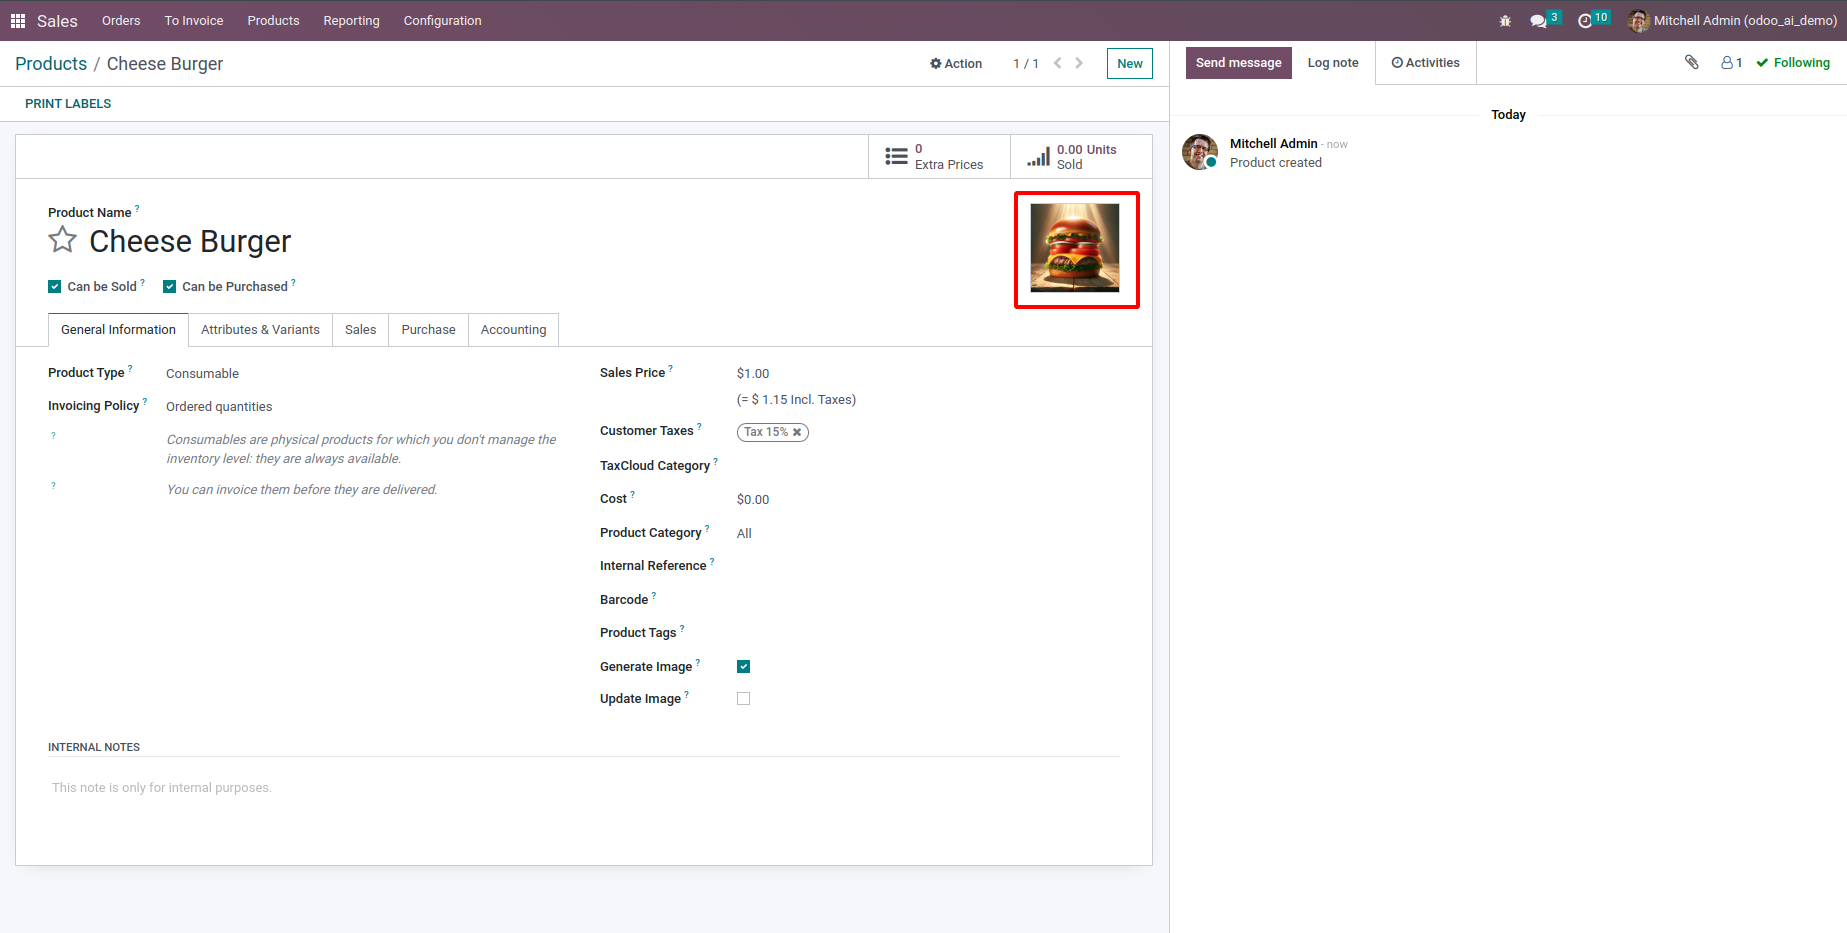 Sales Orders To Invoice Products Reporting Configuration 3 10 Mitchell Admin (odoo_ai_demo)
Products / Cheese Burger Action 1 / 1 New
PRINT LABELS
0
Extra Prices
0.00 Units
Sold
Product Name ?
Cheese Burger
Can be Sold ? Can be Purchased ?
General Information Attributes & Variants Sales Purchase Accounting
Product Type ? Consumable
Invoicing Policy ? Ordered quantities
? Consumables are physical products for which you don't manage the
inventory level: they are always available.
? You can invoice them before they are delivered.
Sales Price ? $1.00
(= $ 1.15 Incl. Taxes)
Customer Taxes ? Tax 15%
TaxCloud Category ?
Cost ? $0.00
Product Category ? All
Internal Reference ?
Barcode ?
Product Tags ?
Generate Image ?
Update Image ?
INTERNAL NOTES
This note is only for internal purposes.
Send message Log note Activities 1 Following
Today
Mitchell Admin - now
Product created